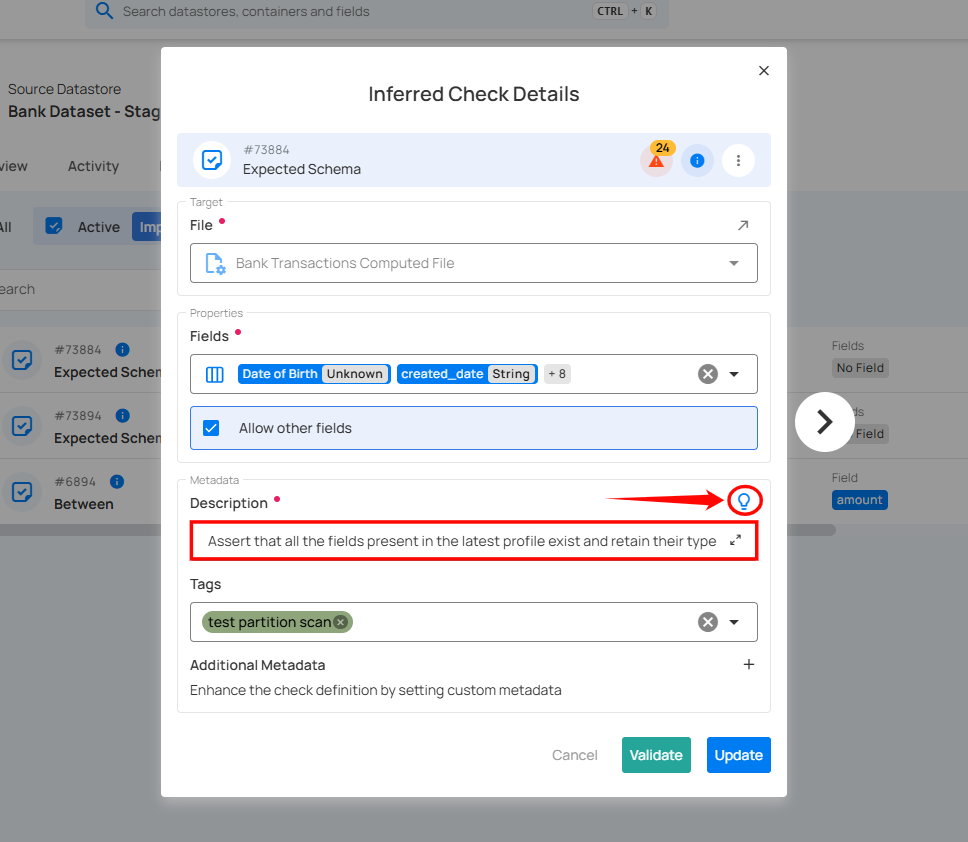 Search datastores, containers and fields CTRL + K
Inferred Check Details
Source Datastore
Bank Dataset - Stag
#73884
24
Expected Schema
view Activity
Target
File
All Active Imp
Bank Transactions Computed File
earch
Properties
Fields
#73884
Expected Schem
Fields
No Field
Date of Birth Unknown created_date String + 8
#73894
Expected Schem
ds
Field
Allow other fields
#6894
Between
Field
amount
Metadata
Description
Assert that all the fields present in the latest profile exist and retain their type
Tags
test partition scan
Additional Metadata
Enhance the check definition by setting custom metadata
Cancel Validate Update